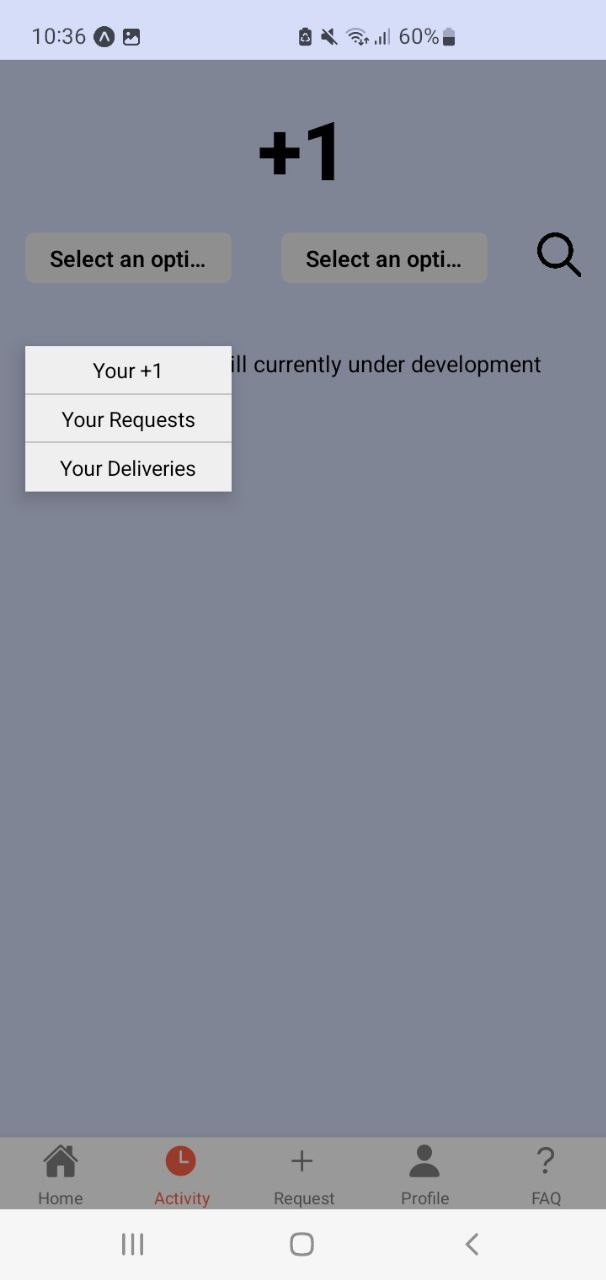 10:36 60%
+1
Select an opti... Select an opti...
Your +1 ill currently under development
Your Requests
Your Deliveries
Home Activity Request Profile FAQ